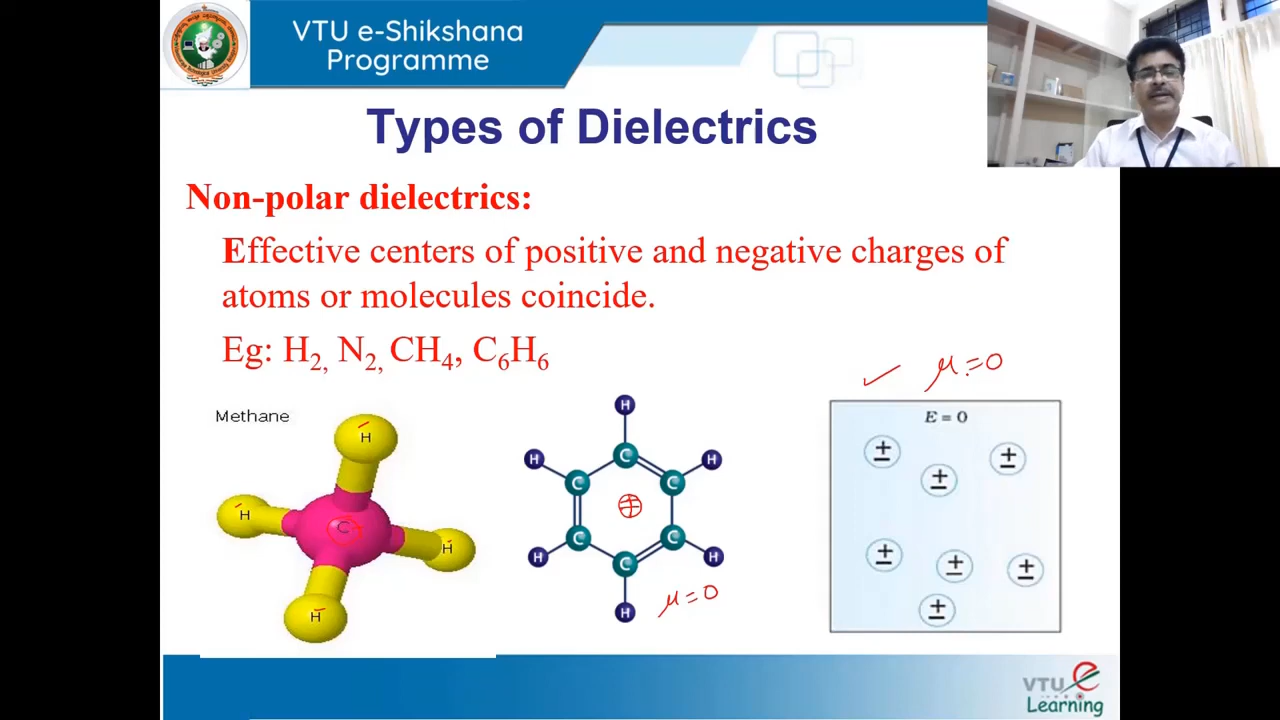 VTU e-Shikshana
Programme
Types of Dielectrics
Non-polar dielectrics:
Effective centers of positive and negative charges of
atoms or molecules coincide.
Eg: H₂, N₂, CH₄, C₆H₆
μ=0
Methane
H
H
C
H
H
H
H
H
C
C
C
C
C
C
H
H
H
μ=0
E = 0
±
±
±
±
±
±
±
VTU e
Learning